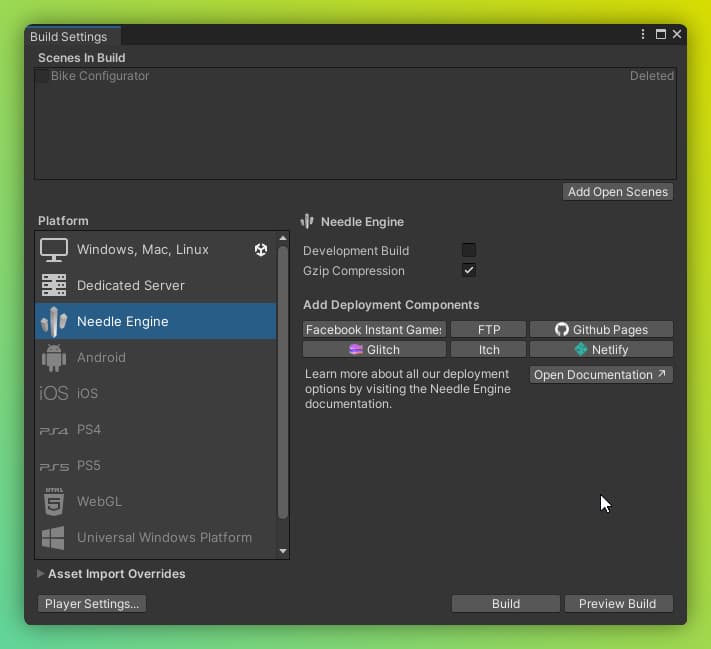 Build Settings
Scenes In Build
Bike Configurator Deleted
Add Open Scenes
Platform
Windows, Mac, Linux
Dedicated Server
Needle Engine
Android
iOS iOS
PS4 PS4
PS5 PS5
HTML
5 WebGL
Universal Windows Platform
Needle Engine
Development Build
Gzip Compression
Add Deployment Components
Facebook Instant Games FTP Github Pages
Glitch Itch Netlify
Learn more about all our deployment
options by visiting the Needle Engine
documentation.
Open Documentation ↗
Asset Import Overrides
Player Settings... Build Preview Build